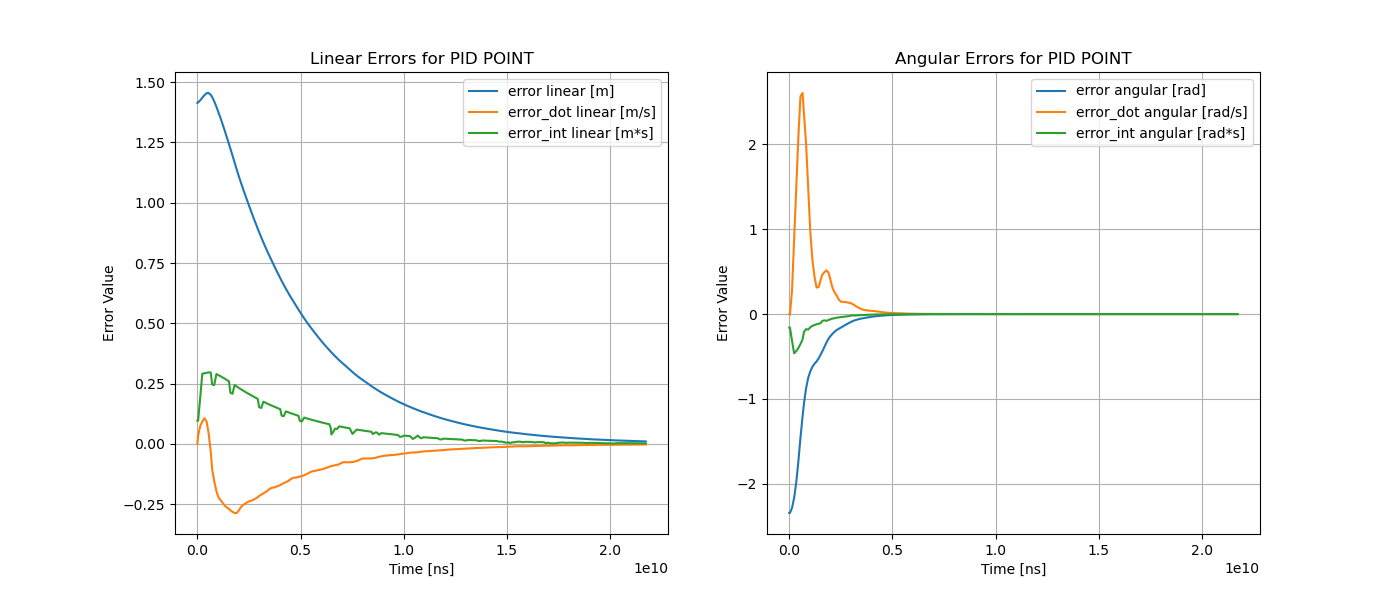 Linear Errors for PID POINT
error linear [m]
error_dot linear [m/s]
error_int linear [m*s]
Error Value
1.50
1.25
1.00
0.75
0.50
0.25
0.00
−0.25
0.0
0.5
1.0
1.5
2.0
1e10
Time [ns]
Angular Errors for PID POINT
error angular [rad]
error_dot angular [rad/s]
error_int angular [rad*s]
Error Value
2
1
0
−1
−2
0.0
0.5
1.0
1.5
2.0
1e10
Time [ns]